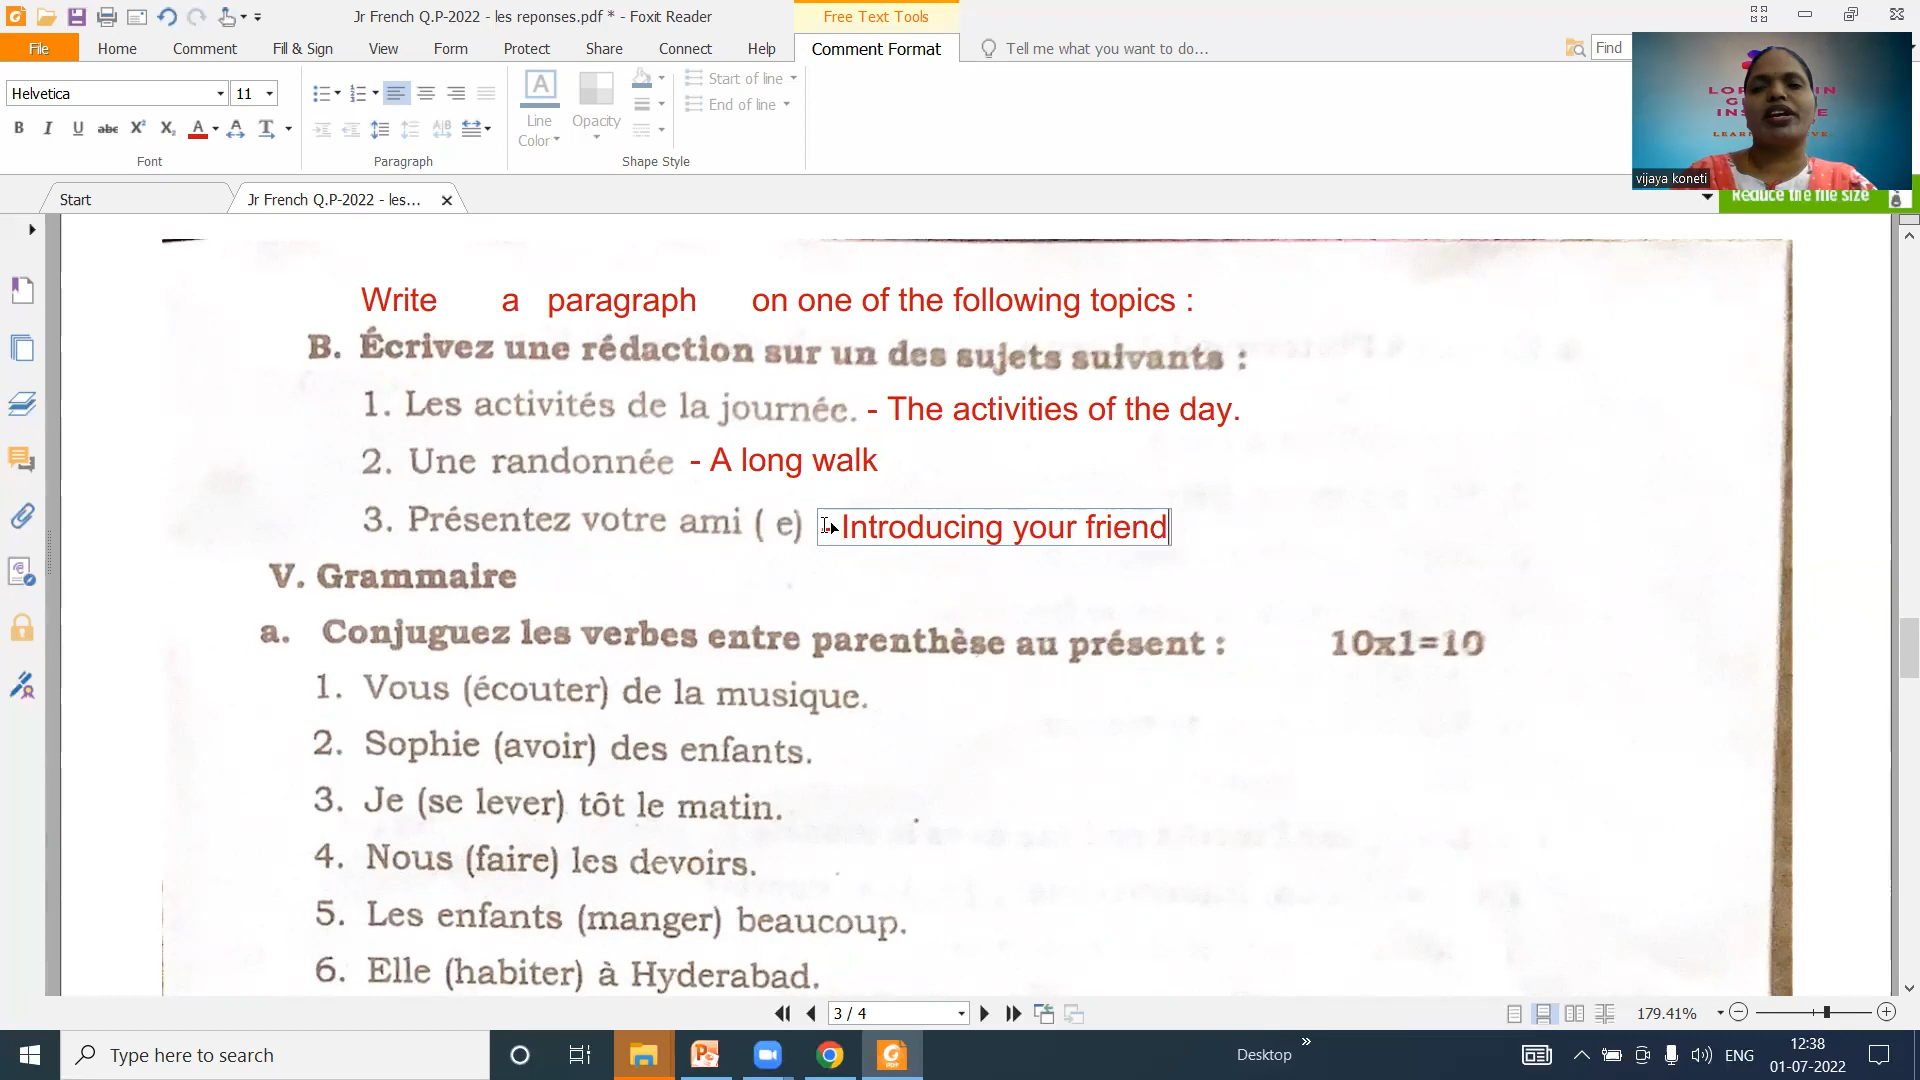 Jr French Q.P-2022 - les reponses.pdf * - Foxit Reader
Free Text Tools
File Home Comment Fill & Sign View Form Protect Share Connect Help Comment Format Tell me what you want to do... Find
Helvetica 11
Line Color
Opacity
Start of line
End of line
Font Paragraph Shape Style
vijaya koneti
Start
Jr French Q.P-2022 - les...
Reduce the file size
Write a paragraph on one of the following topics :
B. Écrivez une rédaction sur un des sujets suivants :
1. Les activités de la journée. - The activities of the day.
2. Une randonnée - A long walk
3. Présentez votre ami ( e) - Introducing your friend
V. Grammaire
a. Conjuguez les verbes entre parenthèse au présent : 10x1=10
1. Vous (écouter) de la musique.
2. Sophie (avoir) des enfants.
3. Je (se lever) tôt le matin.
4. Nous (faire) les devoirs.
5. Les enfants (manger) beaucoup.
6. Elle (habiter) à Hyderabad.
3 / 4
179.41%
Type here to search
Desktop
ENG
12:38
01-07-2022